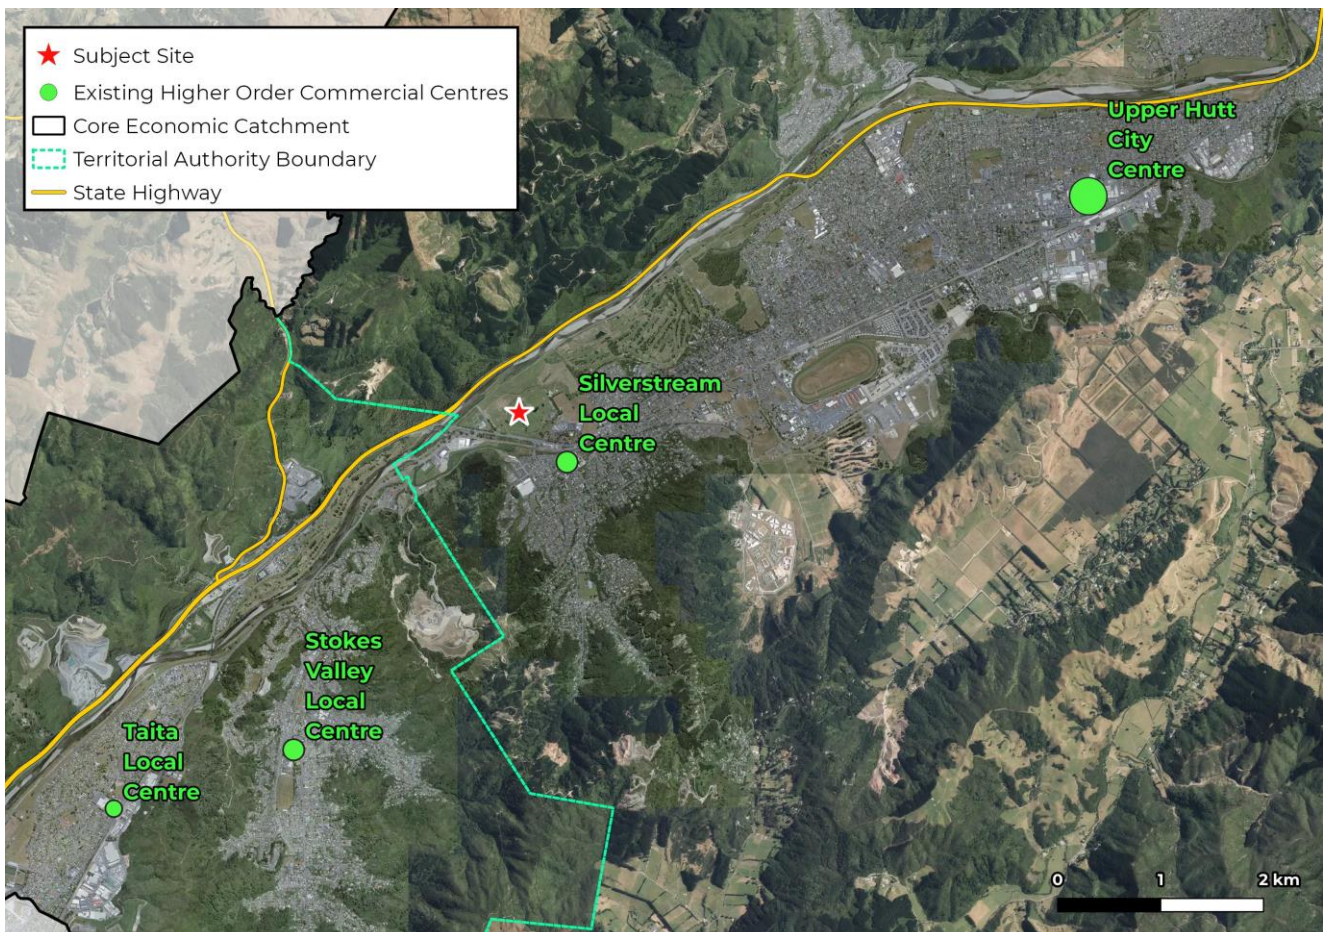 Subject Site
Existing Higher Order Commercial Centres
Core Economic Catchment
Territorial Authority Boundary
State Highway
Upper Hutt
City
Centre
Silverstream
Local
Centre
Stokes
Valley
Local
Centre
Taita
Local
Centre
0 1 2 km